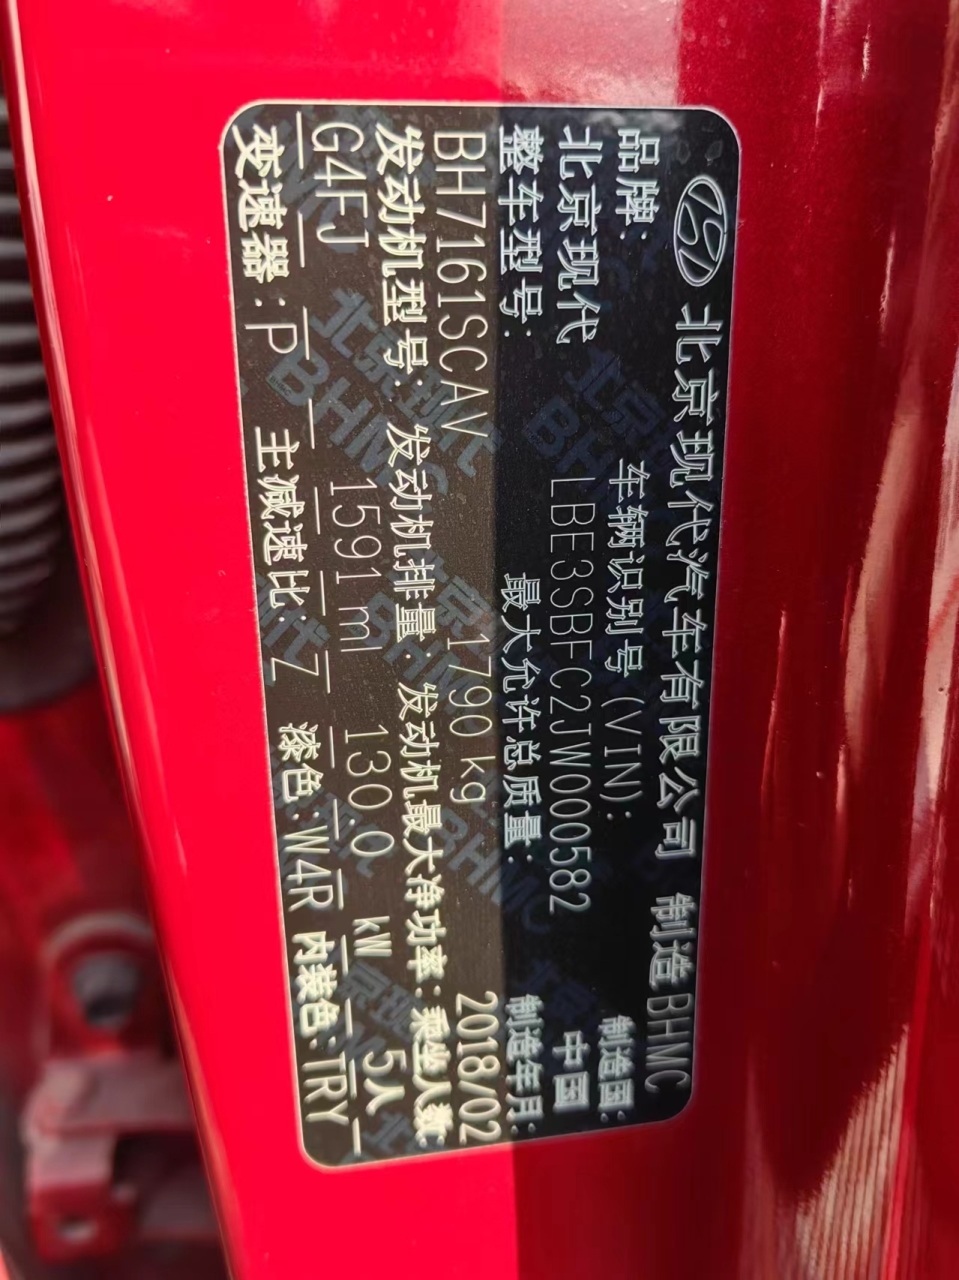 北京现代汽车有限公司 制造 BHMC
品牌: 车辆识别号(VIN): 制造国:
北京现代 LBE3SBFC2JW000582 中国
整车型号: 最大允许总质量: 制造年月:
BH7161SCAV 1790 kg 2018/02
发动机型号: 发动机排量: 发动机最大净功率: 乘坐人数:
G4FJ 1591 ml 130.0 kW 5人
变速器: P 主减速比: Z 漆色: W4R 内装色: TRY